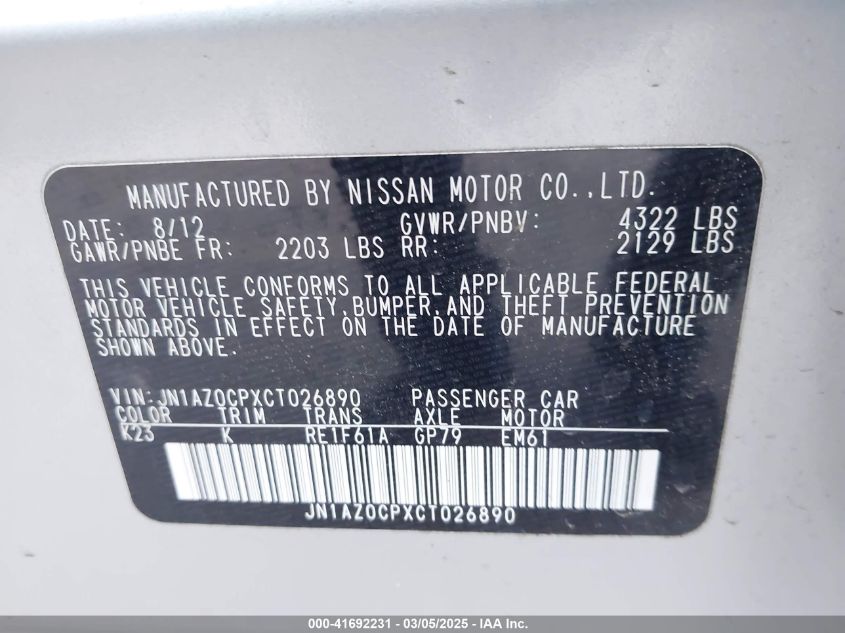 MANUFACTURED BY NISSAN MOTOR CO.,LTD.
DATE: 8/12 GVWR/PNBV: 4322 LBS
GAWR/PNBE FR: 2203 LBS RR: 2129 LBS
THIS VEHICLE CONFORMS TO ALL APPLICABLE FEDERAL
MOTOR VEHICLE SAFETY,BUMPER,AND THEFT PREVENTION
STANDARDS IN EFFECT ON THE DATE OF MANUFACTURE
SHOWN ABOVE.
VIN:JN1AZ0CPXCT026890 PASSENGER CAR
COLOR TRIM TRANS AXLE MOTOR
K23 K RE1F61A GP79 EM61
JN1AZ0CPXCT026890
000-41692231 - 03/05/2025 - IAA Inc.